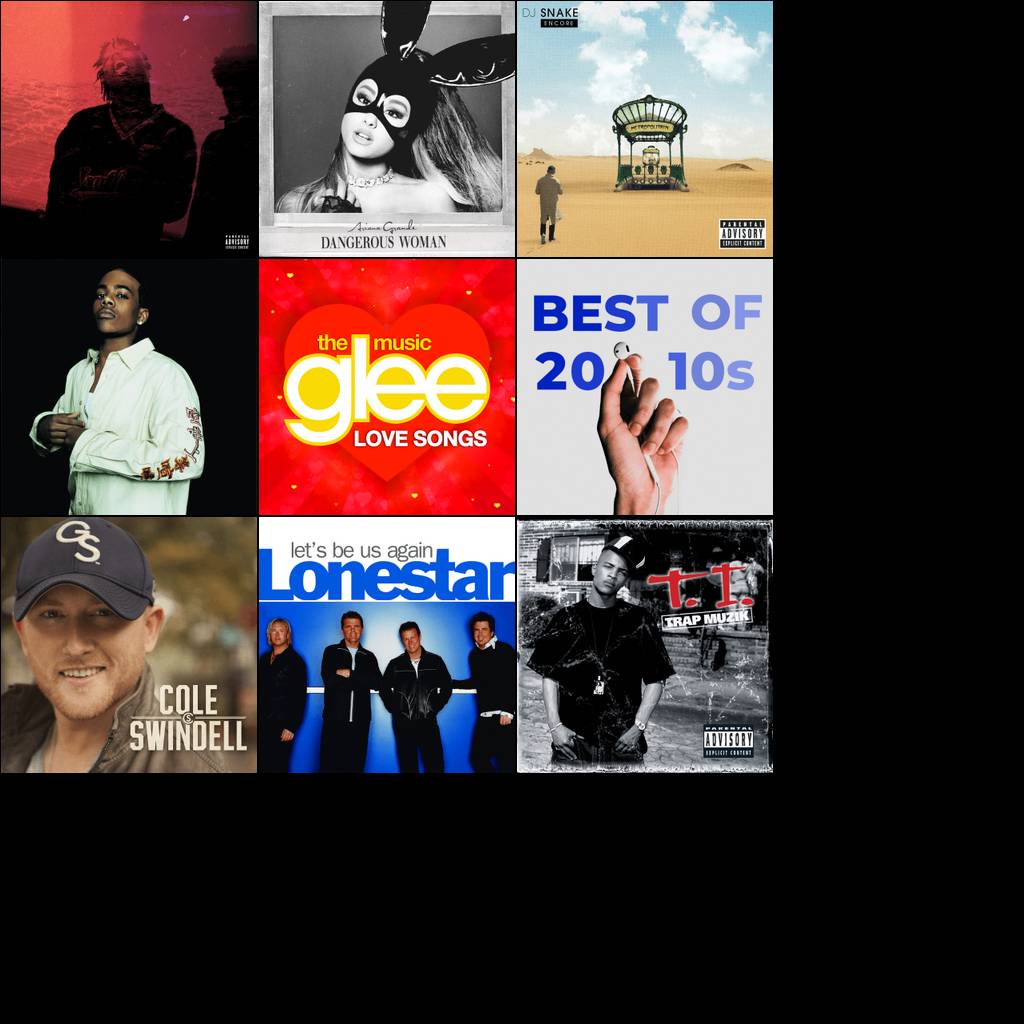 PARENTAL
ADVISORY
EXPLICIT CONTENT
Ariana Grande
DANGEROUS WOMAN
DJ SNAKE
ENCORE
METROPOLITAIN
PARENTAL
ADVISORY
EXPLICIT CONTENT
the music
glee
LOVE SONGS
BEST OF
20 10s
GS
COLE
SWINDELL
let's be us again
Lonestar
T.I.
TRAP MUZIK
PARENTAL
ADVISORY
EXPLICIT CONTENT